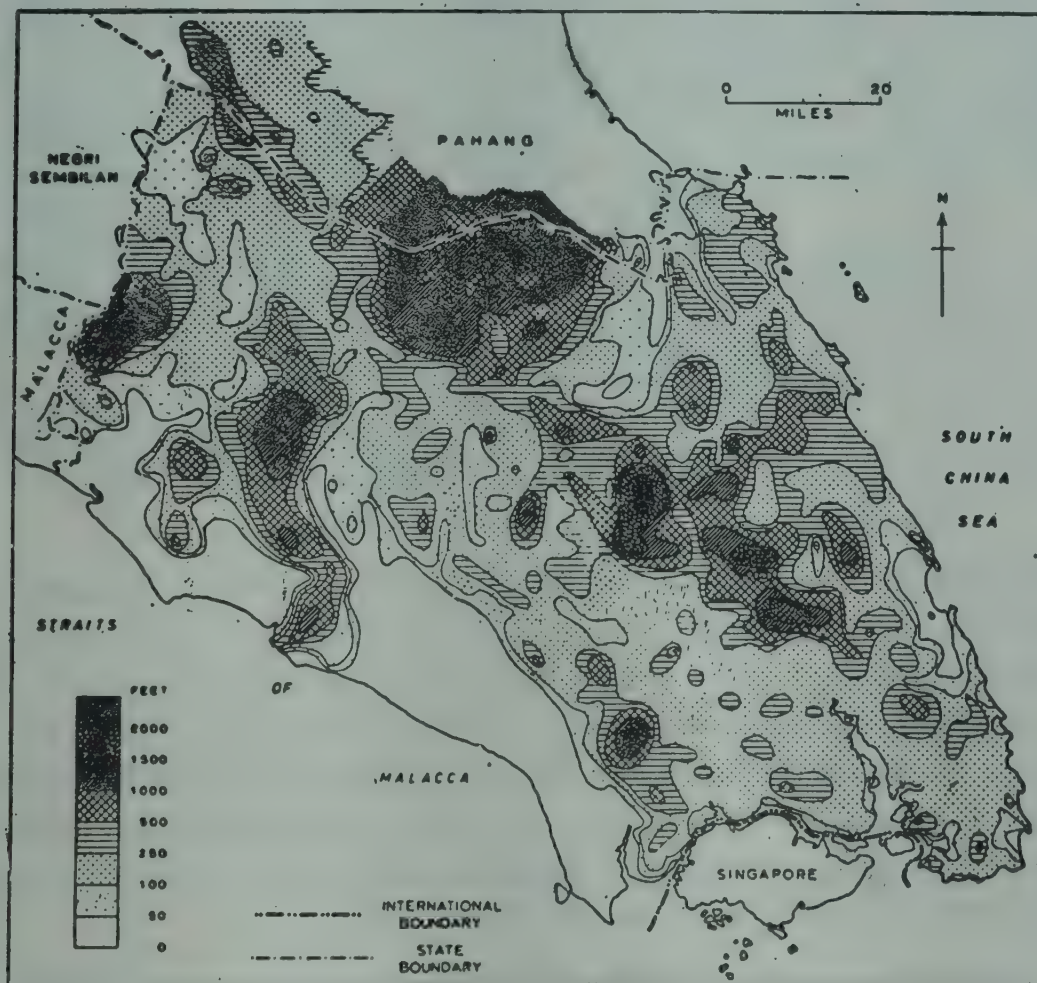 0 20
MILES
PAHANG
NEGRI
SEMBILAN
N
MALACCA
SOUTH
CHINA
SEA
STRAITS
OF
MALACCA
FEET
2000
1500
1000
500
250
100
50
0
SINGAPORE
INTERNATIONAL
BOUNDARY
STATE
BOUNDARY